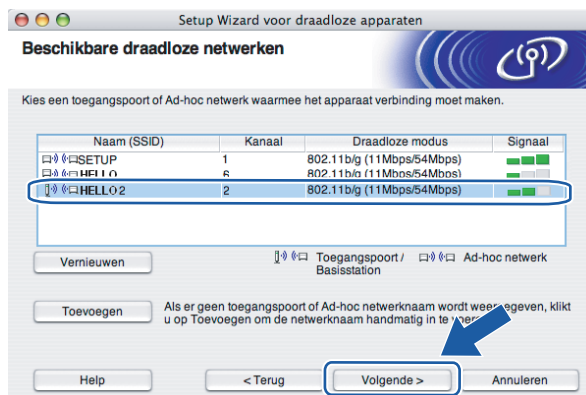 Setup Wizard voor draadloze apparaten
Beschikbare draadloze netwerken
Kies een toegangspoort of Ad-hoc netwerk waarmee het apparaat verbinding moet maken.
Naam (SSID) Kanaal Draadloze modus Signaal
SETUP 1 802.11b/g (11Mbps/54Mbps)
HELLO 6 802.11b/g (11Mbps/54Mbps)
HELLO 2 2 802.11b/g (11Mbps/54Mbps)
Vernieuwen
Toegangspoort / Ad-hoc netwerk
Basisstation
Toevoegen
Als er geen toegangspoort of Ad-hoc netwerknaam wordt weergegeven, klikt
u op Toevoegen om de netwerknaam handmatig in te
Help < Terug Volgende > Annuleren